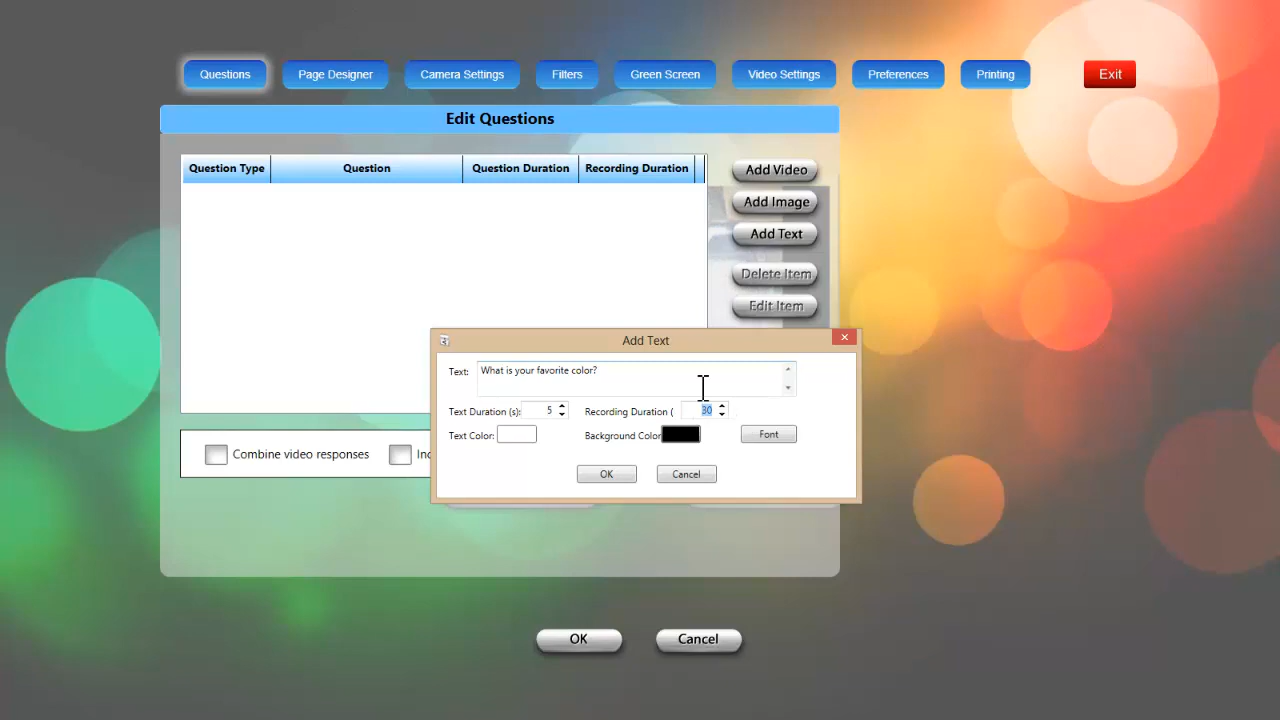 Questions
Page Designer
Camera Settings
Filters
Green Screen
Video Settings
Preferences
Printing
Exit
Edit Questions
Question Type
Question
Question Duration
Recording Duration
Add Video
Add Image
Add Text
Delete Item
Edit Item
Add Text
Text:
What is your favorite color?
Text Duration (s):
5
Recording Duration (
30
Text Color:
Background Color
Font
OK
Cancel
Combine video responses
OK
Cancel